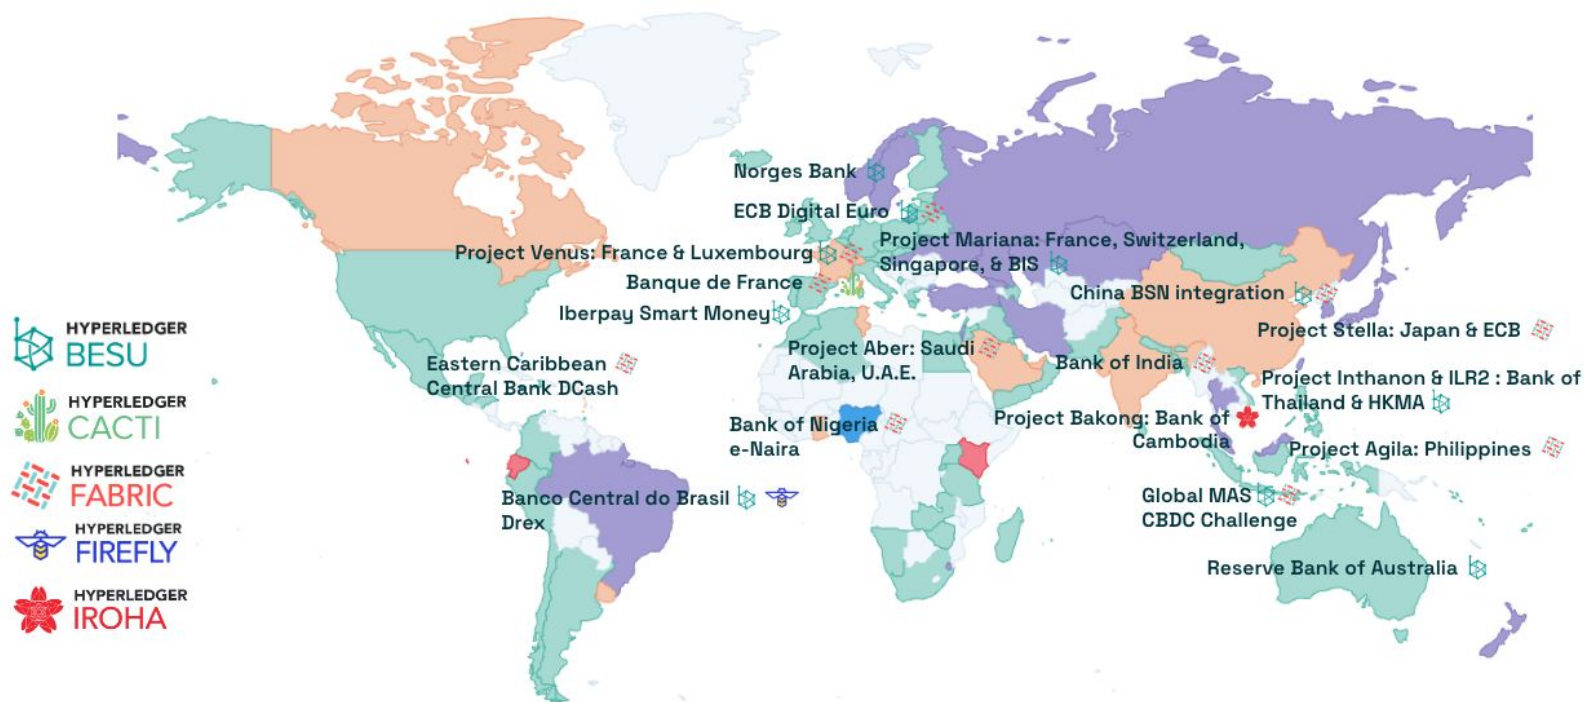 HYPERLEDGER
BESU
HYPERLEDGER
CACTI
HYPERLEDGER
FABRIC
HYPERLEDGER
FIREFLY
HYPERLEDGER
IROHA
Norges Bank
ECB Digital Euro
Project Venus: France & Luxembourg
Project Mariana: France, Switzerland,
Singapore, & BIS
Banque de France
Iberpay Smart Money
China BSN integration
Project Stella: Japan & ECB
Eastern Caribbean
Central Bank DCash
Project Aber: Saudi
Arabia, U.A.E.
Bank of India
Project Inthanon & ILR2 : Bank of
Thailand & HKMA
Project Bakong: Bank of
Cambodia
Bank of Nigeria
e-Naira
Project Agila: Philippines
Banco Central do Brasil
Drex
Global MAS
CBDC Challenge
Reserve Bank of Australia